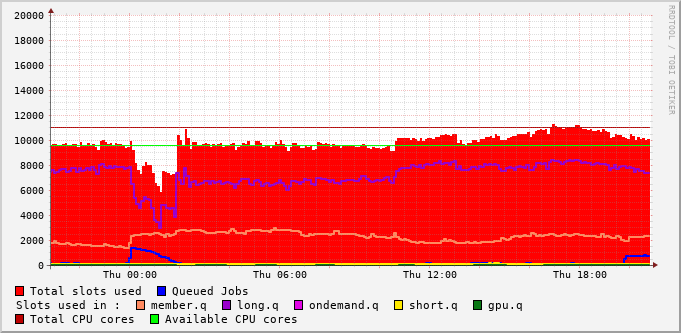 RRDTOOL / TOBI OETIKER
20000
18000
16000
14000
12000
10000
8000
6000
4000
2000
0
Thu 00:00 Thu 06:00 Thu 12:00 Thu 18:00
Total slots used Queued Jobs
Slots used in : member.q long.q ondemand.q short.q gpu.q
Total CPU cores Available CPU cores